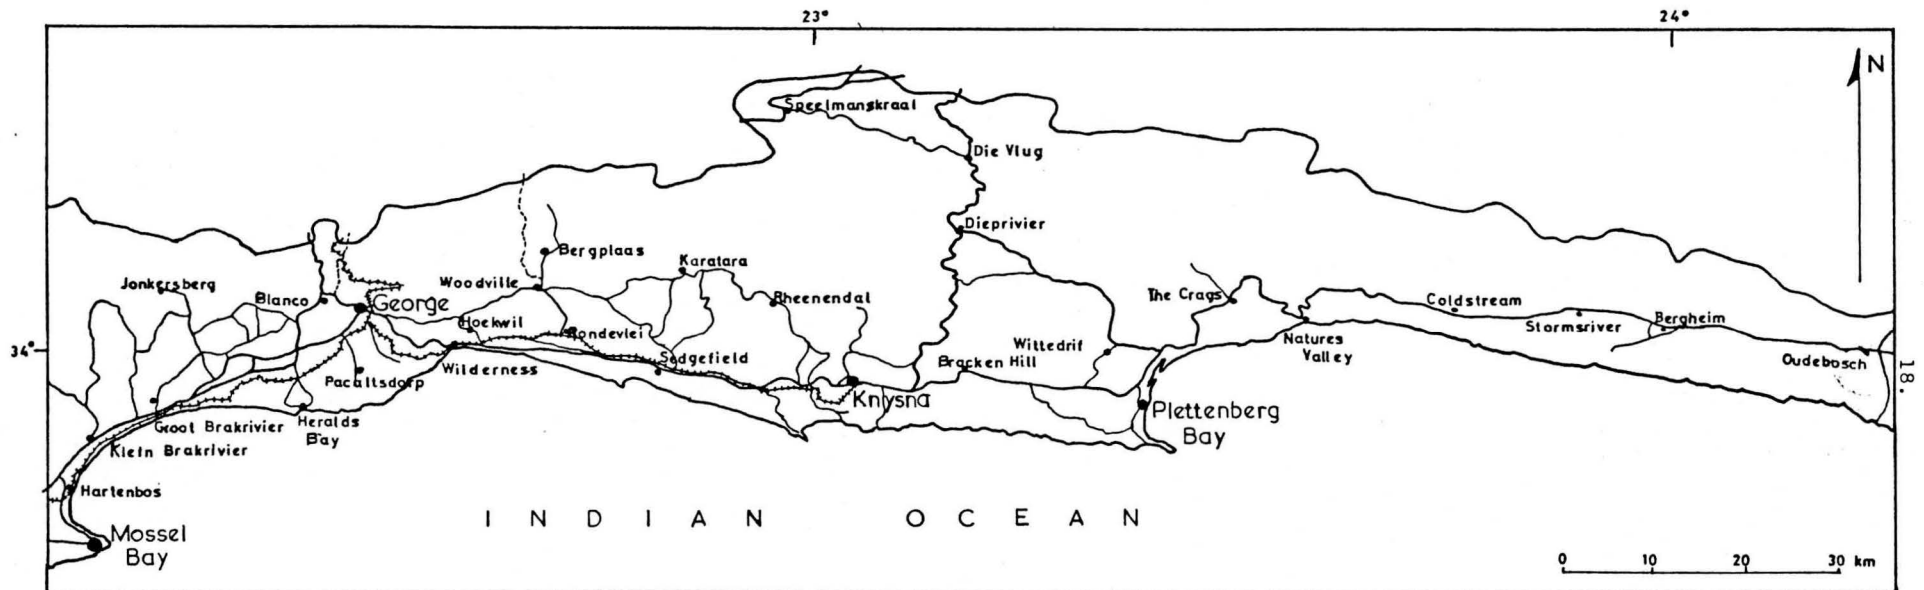 23°
24°
N
Speelmanskraal
Die Vlug
Dieprivier
Bergplaas
Karatara
Jonkersberg
Woodville
Blanco
George
Rheenendal
The Crags
Coldstream
Hoekwil
Rondevlei
Stormsriver
Bergheim
34°
Sedgefield
Wittedrif
Natures
Valley
Bracken Hill
Oudebosch
Wilderness
Pacaltsdorp
Knysna
18.
Plettenberg
Bay
Groot Brakrivier
Heralds
Bay
Klein Brakrivier
Hartenbos
INDIAN OCEAN
Mossel
Bay
0 10 20 30 km